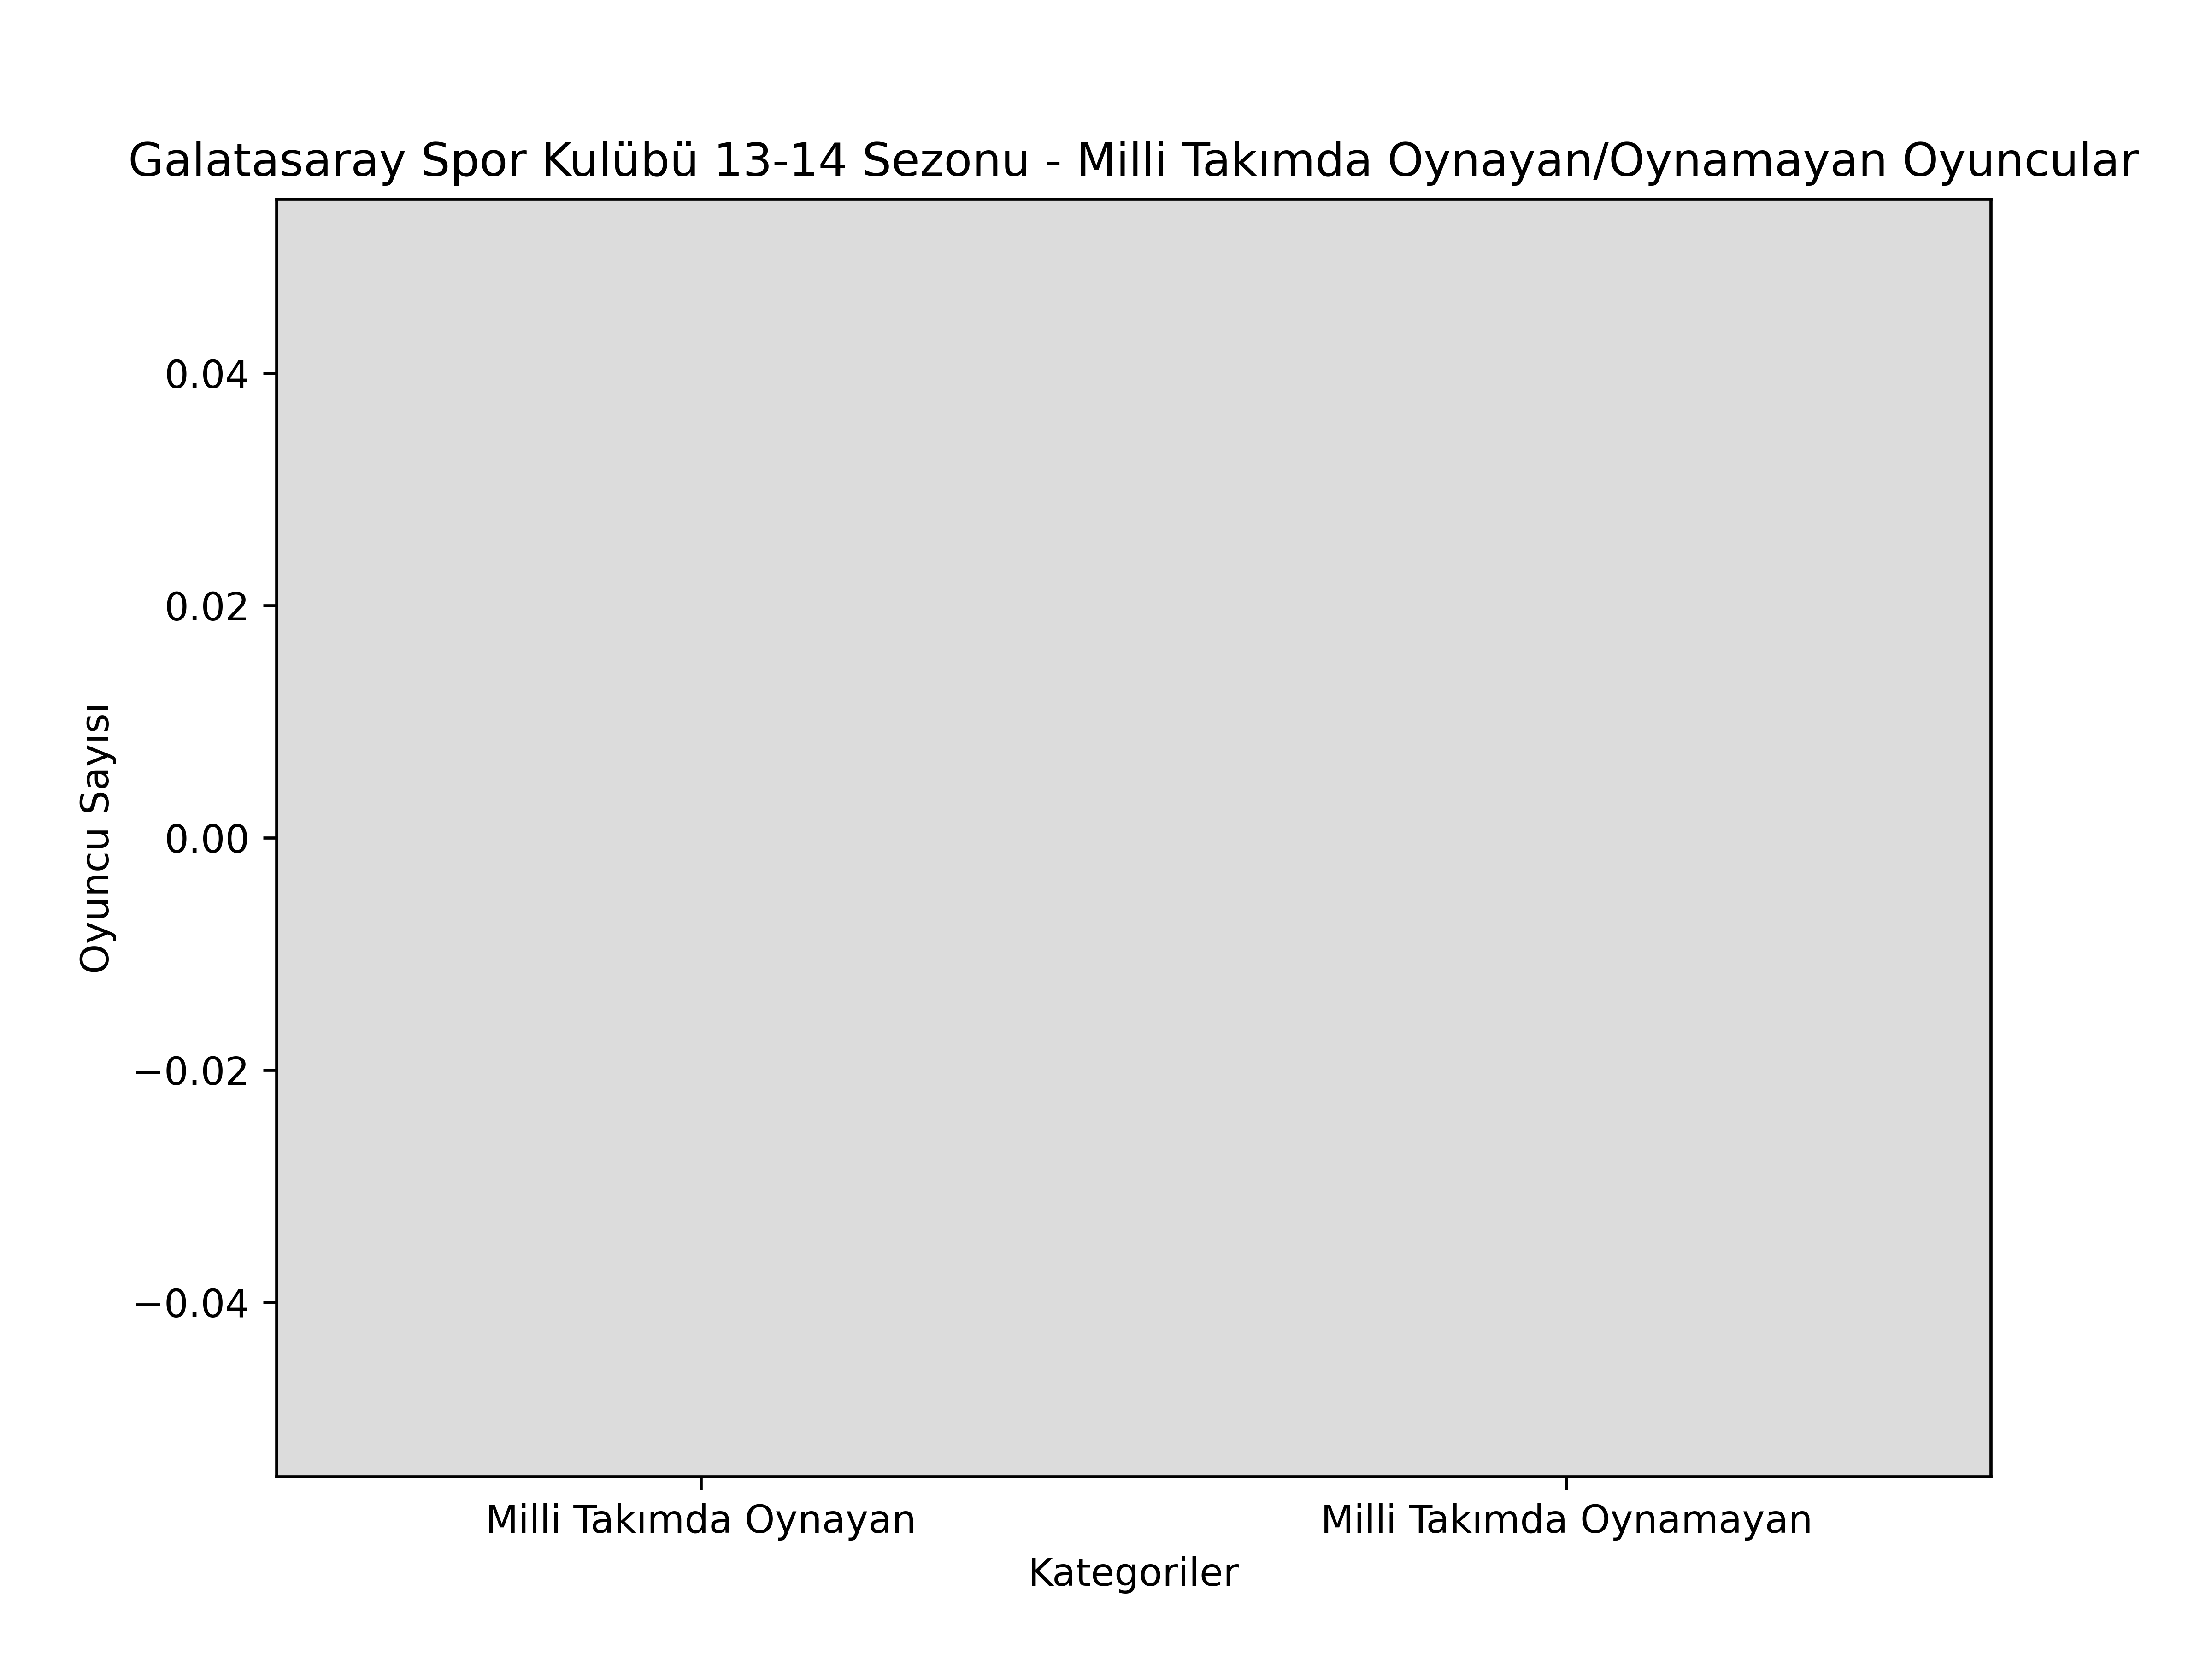 Galatasaray Spor Kulübü 13-14 Sezonu - Milli Takımda Oynayan/Oynamayan Oyuncular
0.04
0.02
0.00
−0.02
−0.04
Oyuncu Sayısı
Milli Takımda Oynayan
Milli Takımda Oynamayan
Kategoriler